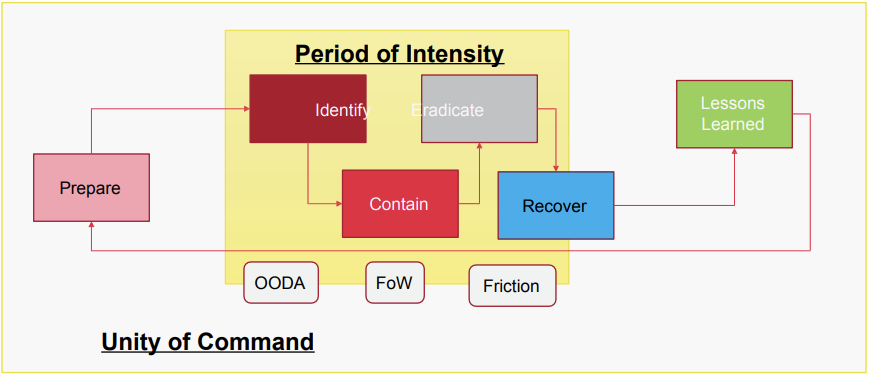 Period of Intensity
Identify
Eradicate
Lessons
Learned
Prepare
Contain
Recover
OODA
FoW
Friction
Unity of Command